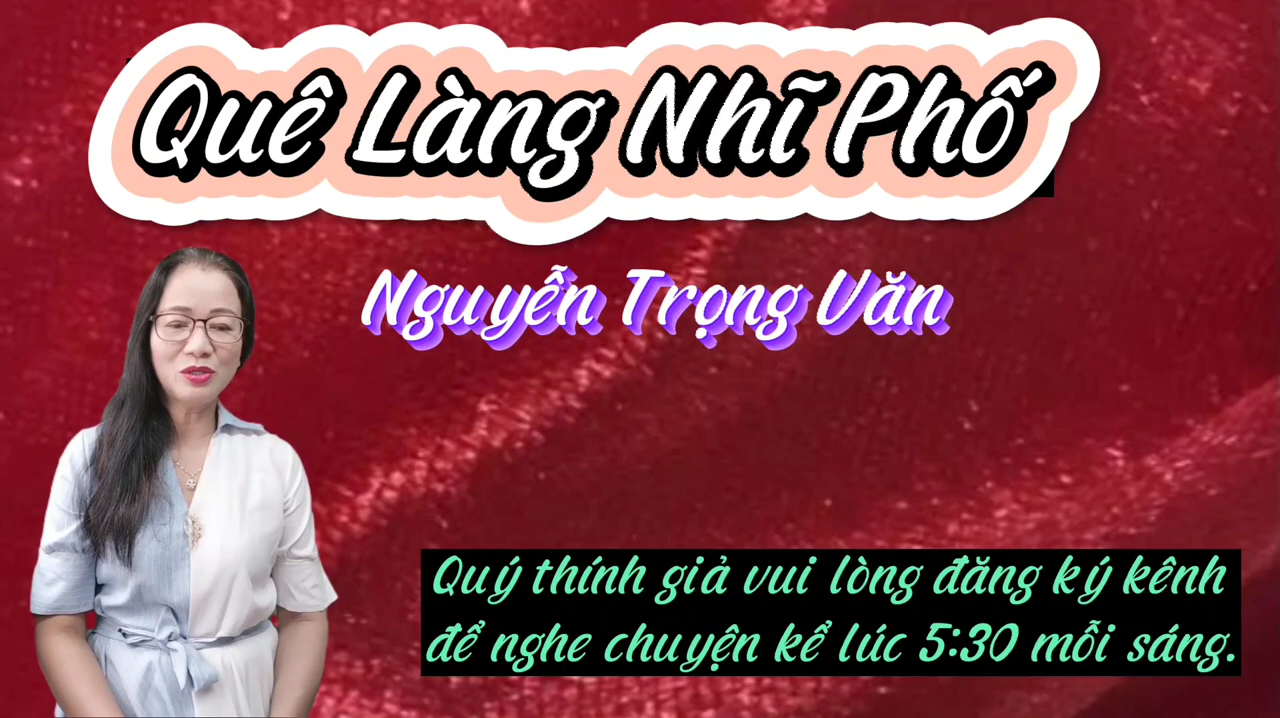 Quê Làng Nhĩ Phố
Nguyễn Trọng Văn
Quý thính giả vui lòng đăng ký kênh
để nghe chuyện kể lúc 5:30 mỗi sáng.